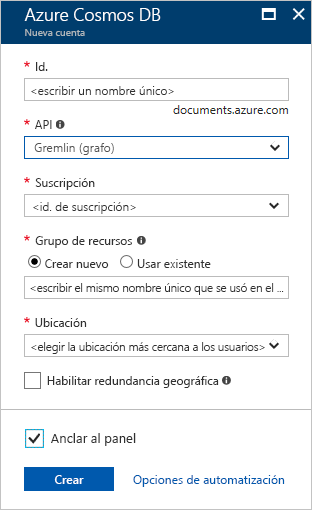 Azure Cosmos DB
Nueva cuenta
* Id.
<escribir un nombre único>
documents.azure.com
* API
Gremlin (grafo)
* Suscripción
<id. de suscripción>
* Grupo de recursos
Crear nuevo Usar existente
<escribir el mismo nombre único que se usó en el ...
* Ubicación
<elegir la ubicación más cercana a los usuarios>
Habilitar redundancia geográfica
Anclar al panel
Crear Opciones de automatización